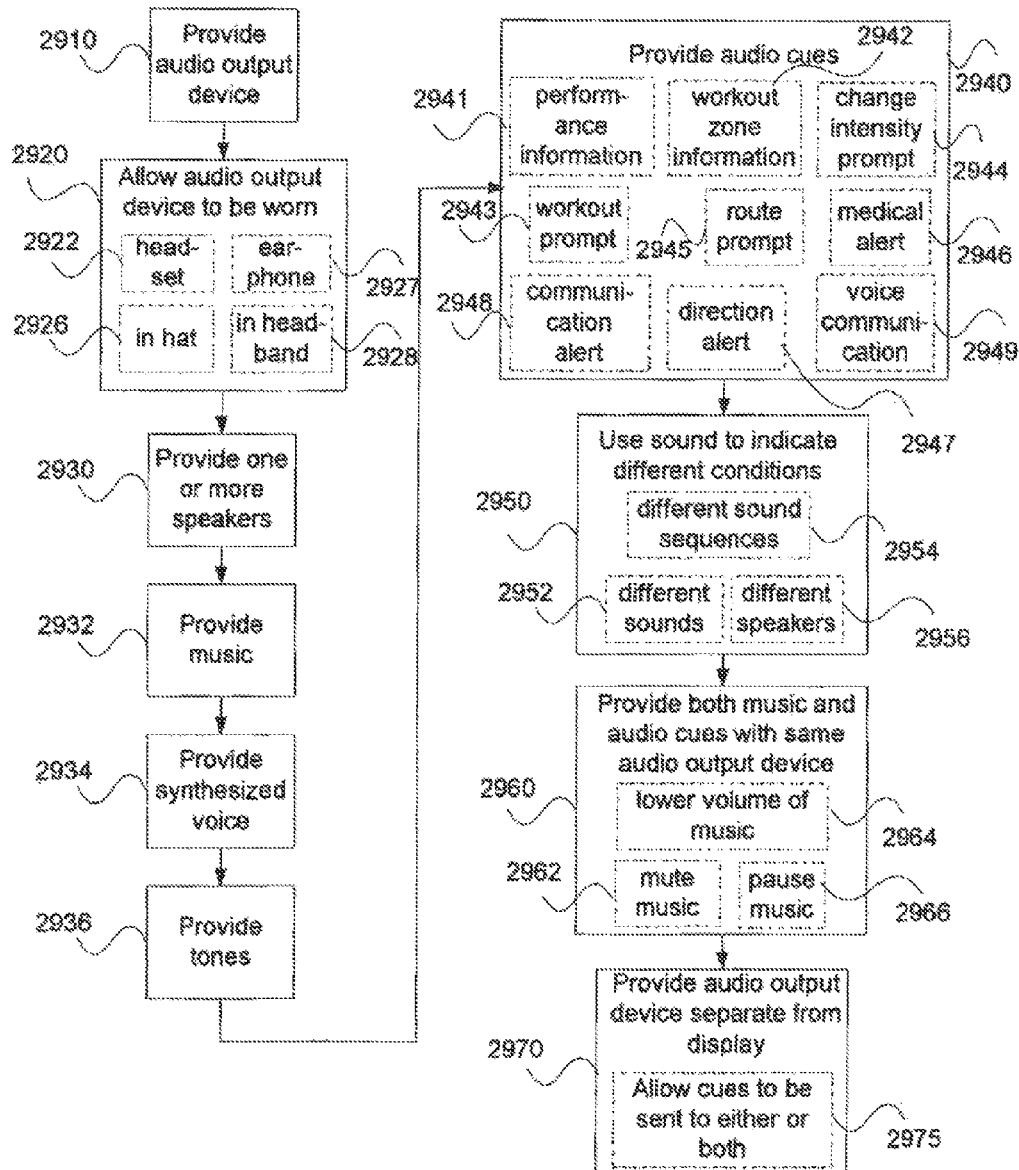 2910
Provide
audio output
device
2920
Allow audio output
device to be worn
2922
head-
set
ear-
phone
2927
2926
in hat
in head-
band
2928
2930
Provide one
or more
speakers
2932
Provide
music
2934
Provide
synthesized
voice
2936
Provide
tones
Provide audio cues
2942
2940
2941
perform-
ance
information
workout
zone
information
change
intensity
prompt
2944
2943
workout
prompt
2945
route
prompt
medical
alert
2946
2948
communi-
cation
alert
direction
alert
voice
communi-
cation
2949
2947
Use sound to indicate
different conditions
2950
different sound
sequences
2954
2952
different
sounds
different
speakers
2956
Provide both music and
audio cues with same
audio output device
2960
lower volume of
music
2964
2962
mute
music
pause
music
2966
Provide audio output
device separate from
display
2970
Allow cues to be
sent to either or
both
2975